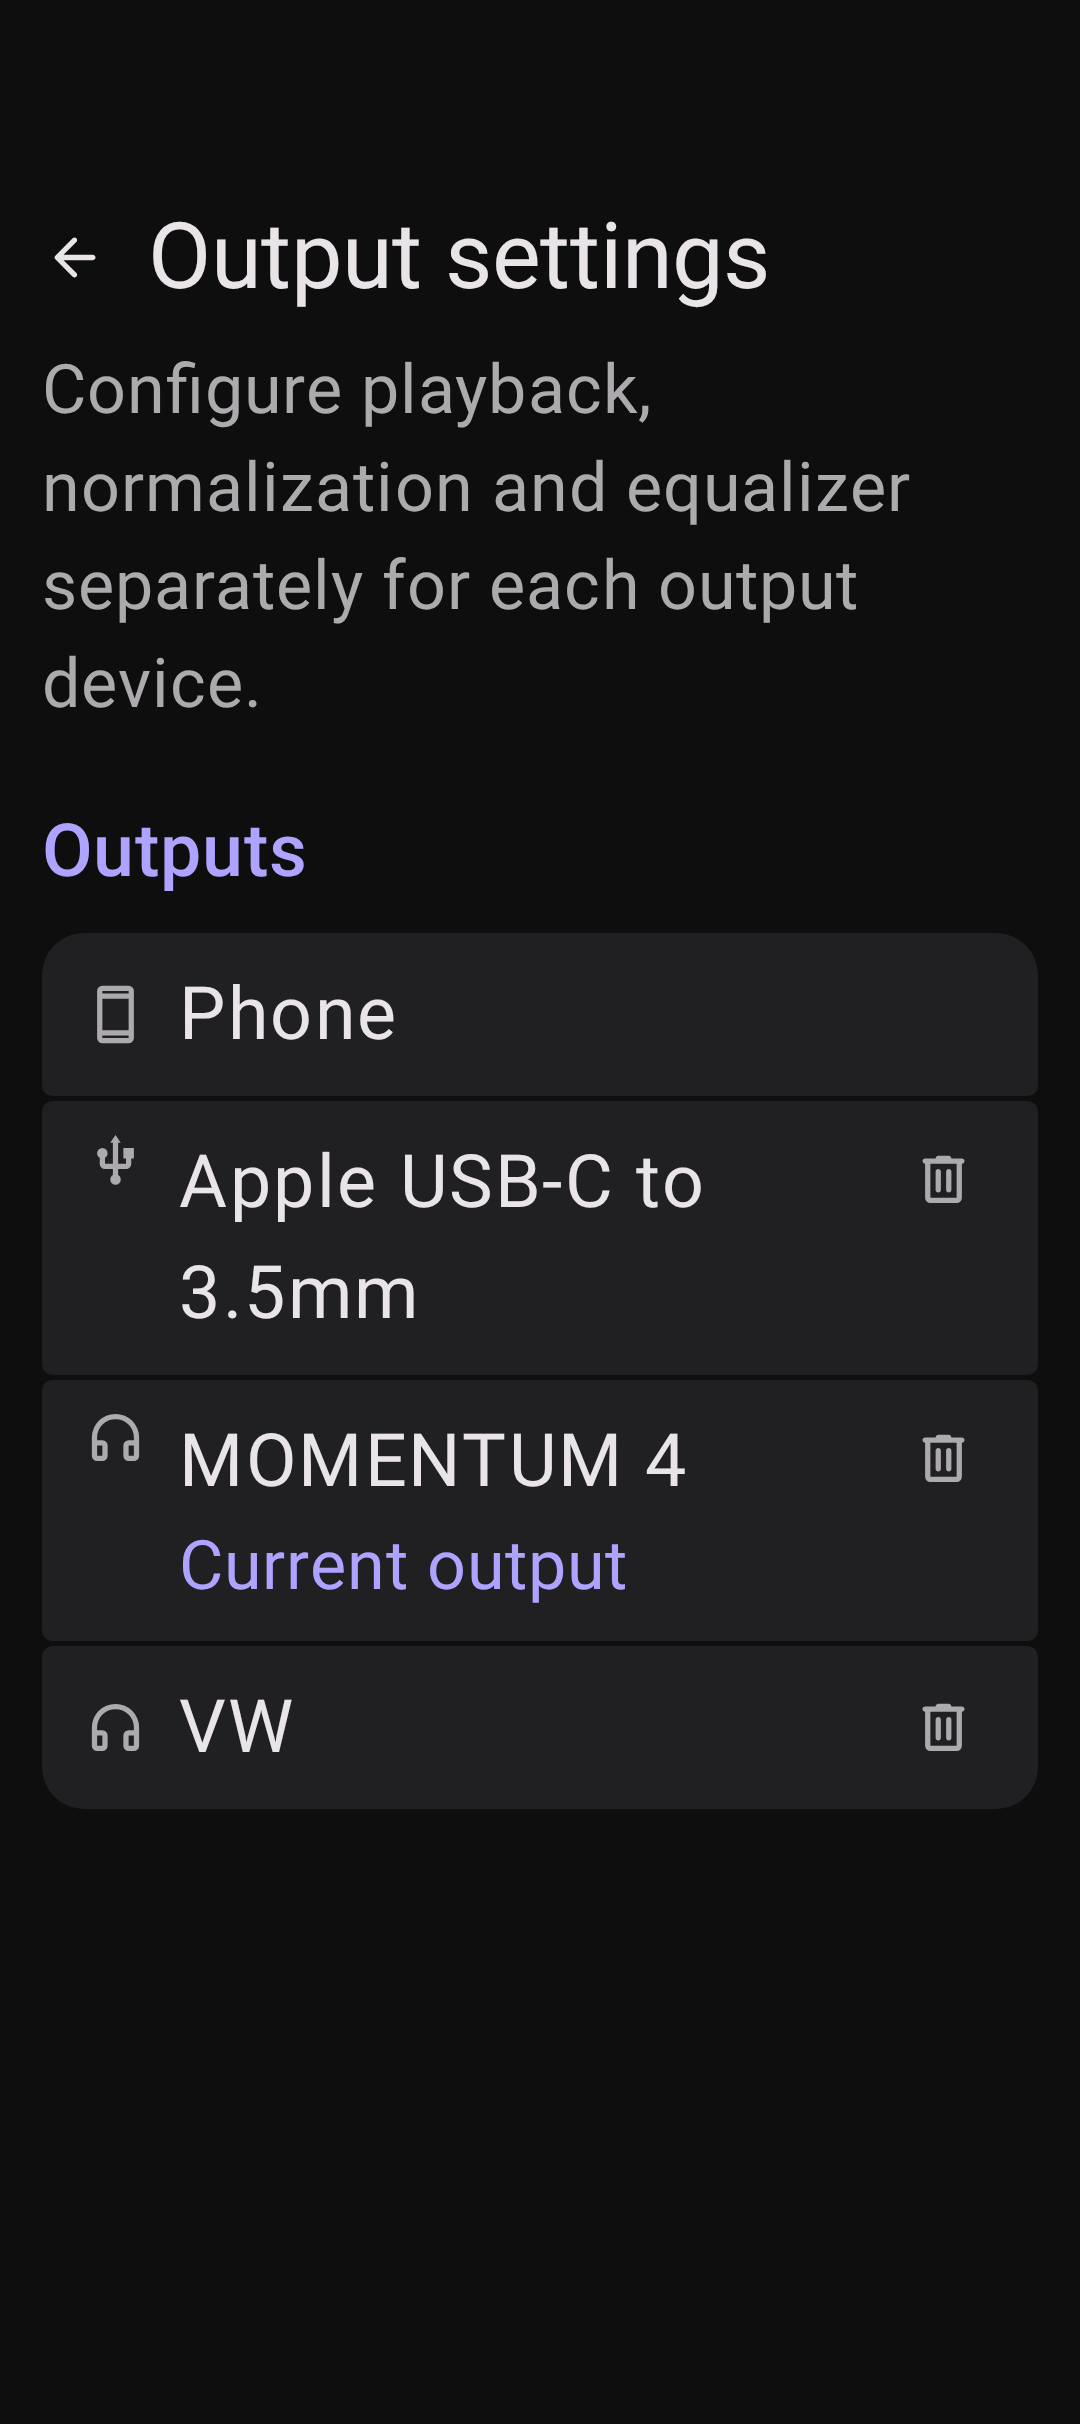 Output settings
Configure playback,
normalization and equalizer
separately for each output
device.
Outputs
Phone
Apple USB-C to
3.5mm
MOMENTUM 4
Current output
VW